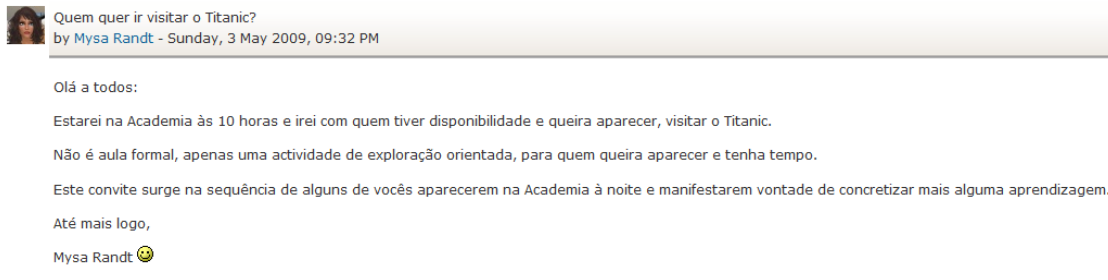 Quem quer ir visitar o Titanic?
by Mysa Randt - Sunday, 3 May 2009, 09:32 PM
Olá a todos:
Estarei na Academia às 10 horas e irei com quem tiver disponibilidade e queira aparecer, visitar o Titanic.
Não é aula formal, apenas uma actividade de exploração orientada, para quem queira aparecer e tenha tempo.
Este convite surge na sequência de alguns de vocês aparecerem na Academia à noite e manifestarem vontade de concretizar mais alguma aprendizagem.
Até mais logo,
Mysa Randt